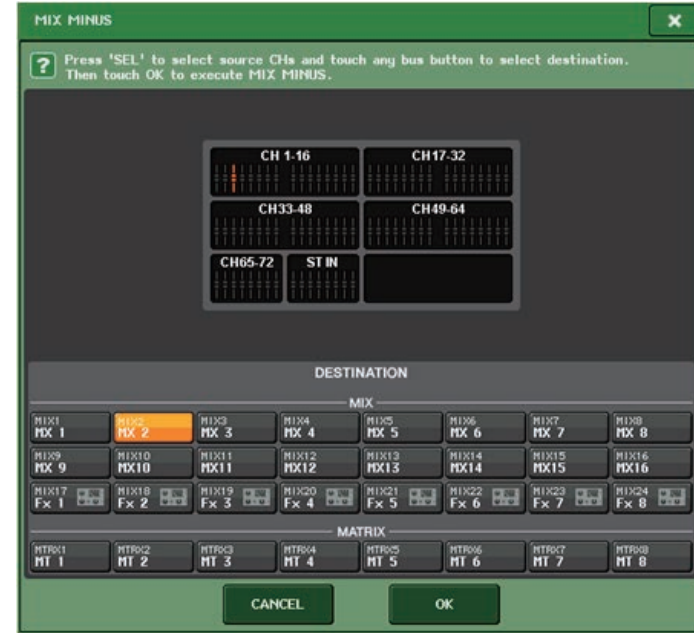 MIX MINUS
Press 'SEL' to select source CHs and touch any bus button to select destination.
Then touch OK to execute MIX MINUS.
CH 1-16 CH17-32
CH33-48 CH49-64
CH65-72 ST IN
DESTINATION
MIX
MIX1 MIX2 MIX3 MIX4 MIX5 MIX6 MIX7 MIX8
MX 1 MX 2 MX 3 MX 4 MX 5 MX 6 MX 7 MX 8
MIX9 MIX10 MIX11 MIX12 MIX13 MIX14 MIX15 MIX16
MX 9 MX10 MX11 MX12 MX13 MX14 MX15 MX16
MIX17 MIX18 MIX19 MIX20 MIX21 MIX22 MIX23 MIX24
Fx 1 Fx 2 Fx 3 Fx 4 Fx 5 Fx 6 Fx 7 Fx 8
MATRIX
MTRX1 MTRX2 MTRX3 MTRX4 MTRX5 MTRX6 MTRX7 MTRX8
MT 1 MT 2 MT 3 MT 4 MT 5 MT 6 MT 7 MT 8
CANCEL OK